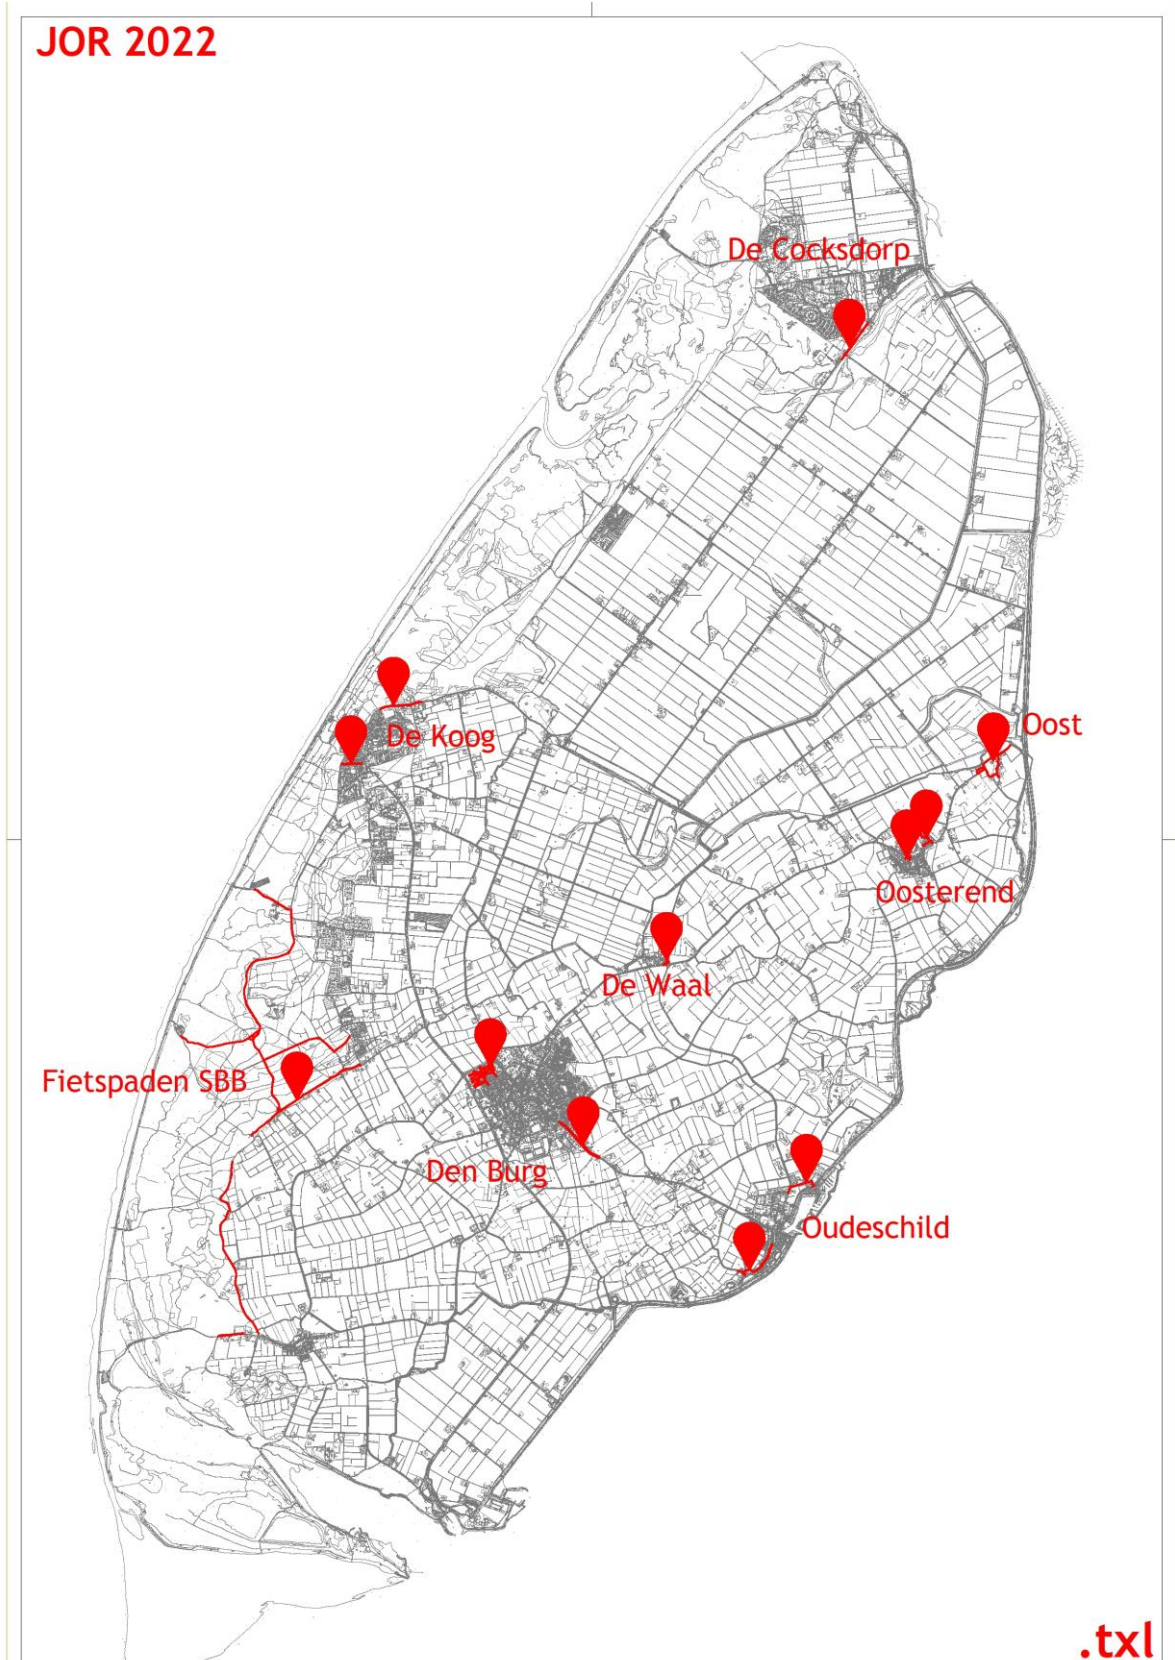 JOR 2022
De Cocksdorp
Oost
De Koog
Oosterend
De Waal
Fietspaden SBB
Den Burg
Oudeschild
.txl